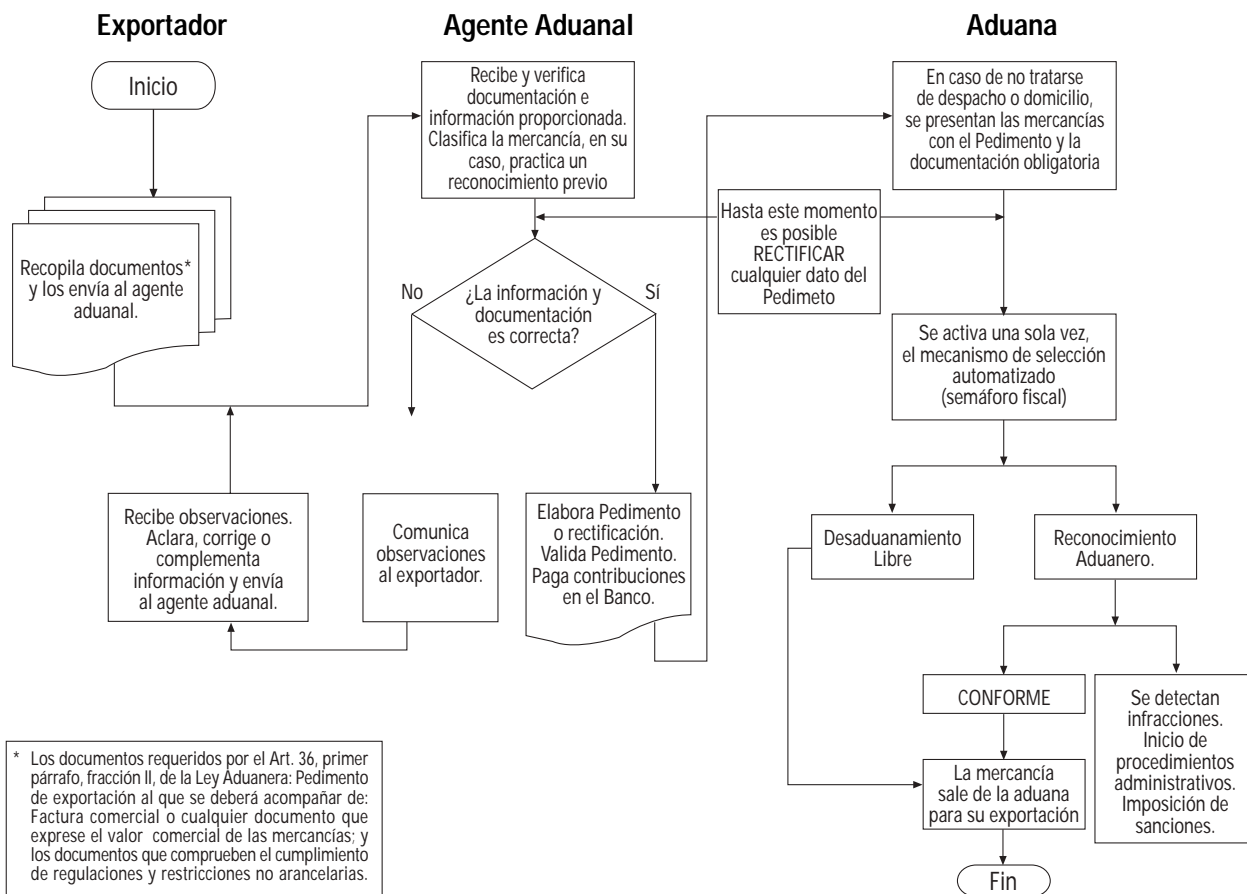 Exportador
Agente Aduanal
Aduana
Inicio
Recopila documentos*
y los envía al agente
aduanal.
Recibe observaciones.
Aclara, corrige o
complementa
información y envía
al agente aduanal.
* Los documentos requeridos por el Art. 36, primer
párrafo, fracción II, de la Ley Aduanera: Pedimento
de exportación al que se deberá acompañar de:
Factura comercial o cualquier documento que
exprese el valor comercial de las mercancías; y
los documentos que comprueben el cumplimiento
de regulaciones y restricciones no arancelarias.
Recibe y verifica
documentación e
información proporcionada.
Clasifica la mercancía, en su
caso, practica un
reconocimiento previo
No
¿La información y
documentación
es correcta?
Sí
Comunica
observaciones
al exportador.
Elabora Pedimento
o rectificación.
Valida Pedimento.
Paga contribuciones
en el Banco.
Hasta este momento
es posible
RECTIFICAR
cualquier dato del
Pedimeto
En caso de no tratarse
de despacho o domicilio,
se presentan las mercancías
con el Pedimento y la
documentación obligatoria
Se activa una sola vez,
el mecanismo de selección
automatizado
(semáforo fiscal)
Desaduanamiento
Libre
Reconocimiento
Aduanero.
CONFORME
Se detectan
infracciones.
Inicio de
procedimientos
administrativos.
Imposición de
sanciones.
La mercancía
sale de la aduana
para su exportación
Fin